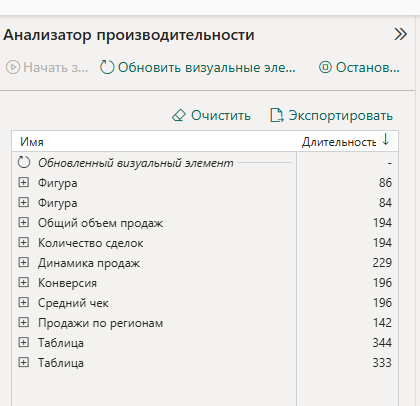 Анализатор производительности
Начать з... Обновить визуальные эле... Останов...
Очистить Экспортировать
Имя Длительность
Обновленный визуальный элемент -
Фигура 86
Фигура 84
Общий объем продаж 194
Количество сделок 194
Динамика продаж 229
Конверсия 196
Средний чек 196
Продажи по регионам 142
Таблица 344
Таблица 333